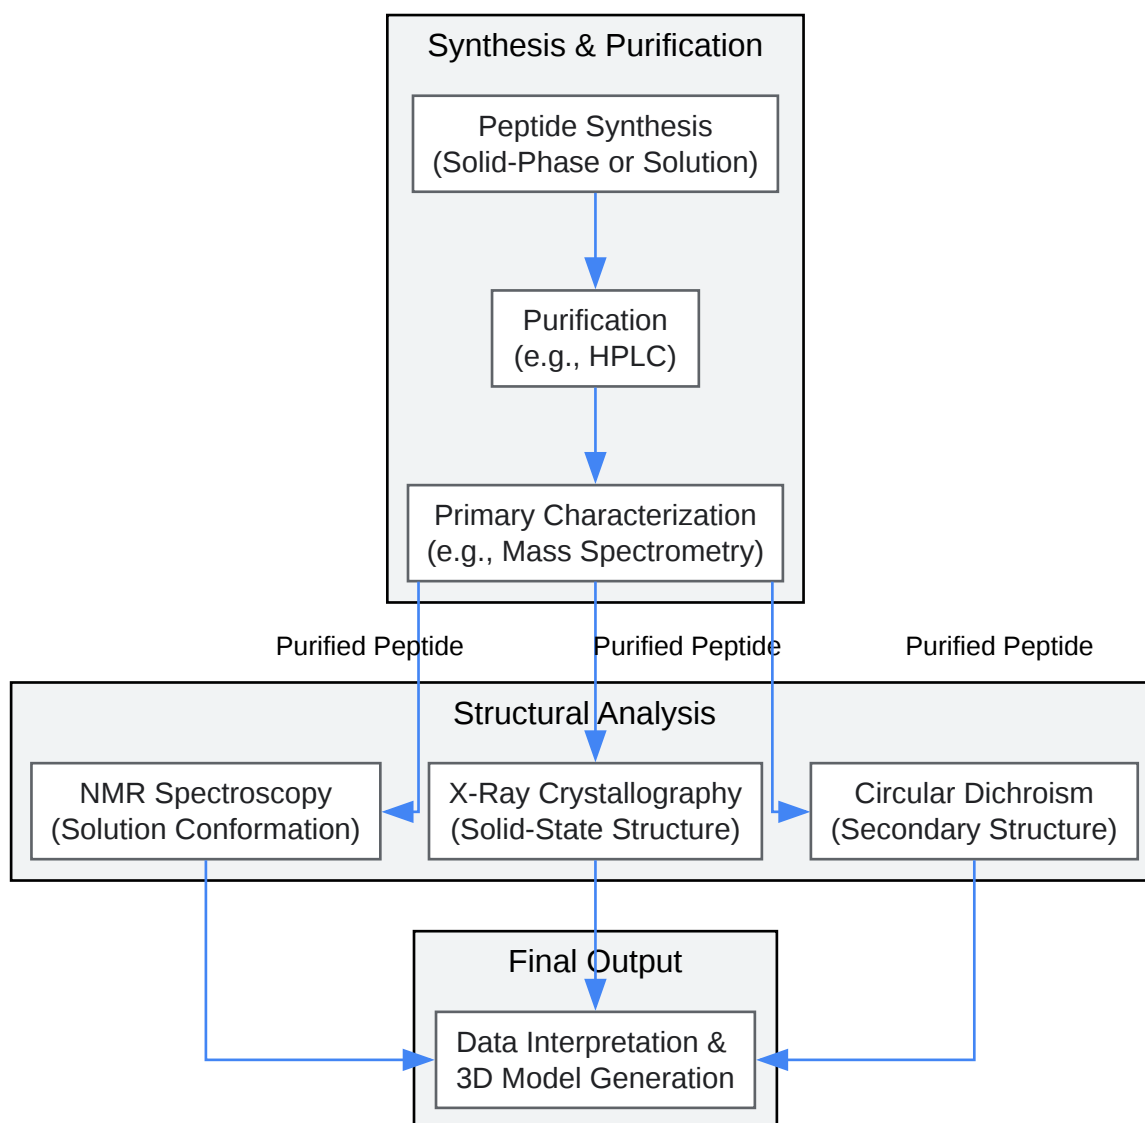 Synthesis & Purification
Peptide Synthesis
(Solid-Phase or Solution)
Purification
(e.g., HPLC)
Primary Characterization
(e.g., Mass Spectrometry)
Purified Peptide
Purified Peptide
Purified Peptide
Structural Analysis
NMR Spectroscopy
(Solution Conformation)
X-Ray Crystallography
(Solid-State Structure)
Circular Dichroism
(Secondary Structure)
Final Output
Data Interpretation &
3D Model Generation